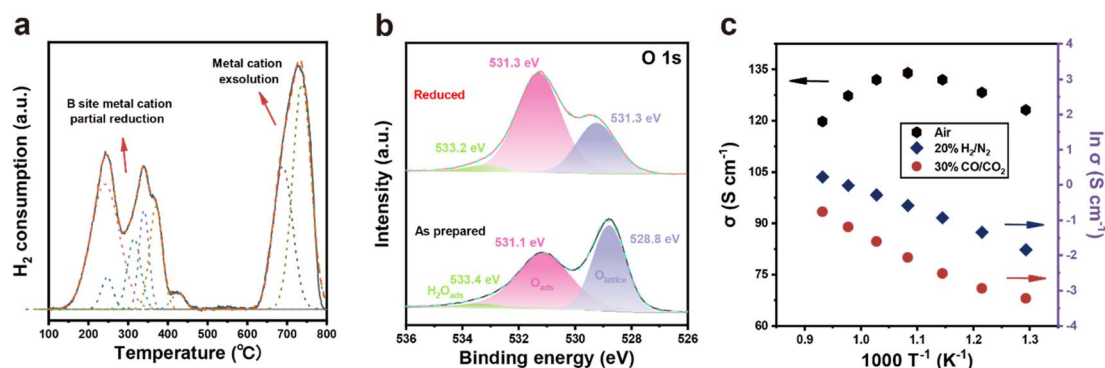 a
H₂ consumption (a.u.)
B site metal cation
partial reduction
Metal cation
exsolution
100 200 300 400 500 600 700 800
Temperature (℃)
b
O 1s
Intensity (a.u.)
531.3 eV
Reduced
531.3 eV
533.2 eV
As prepared
531.1 eV
528.8 eV
533.4 eV
H₂O_ads
O_ads
O_lattice
536 534 532 530 528 526
Binding energy (eV)
c
σ (S cm⁻¹)
135
120
105
90
75
60
Air
20% H₂/N₂
30% CO/CO₂
4
3
2
1
0
-1
-2
-3
-4
ln σ (S cm⁻¹)
0.9 1.0 1.1 1.2 1.3
1000 T⁻¹ (K⁻¹)